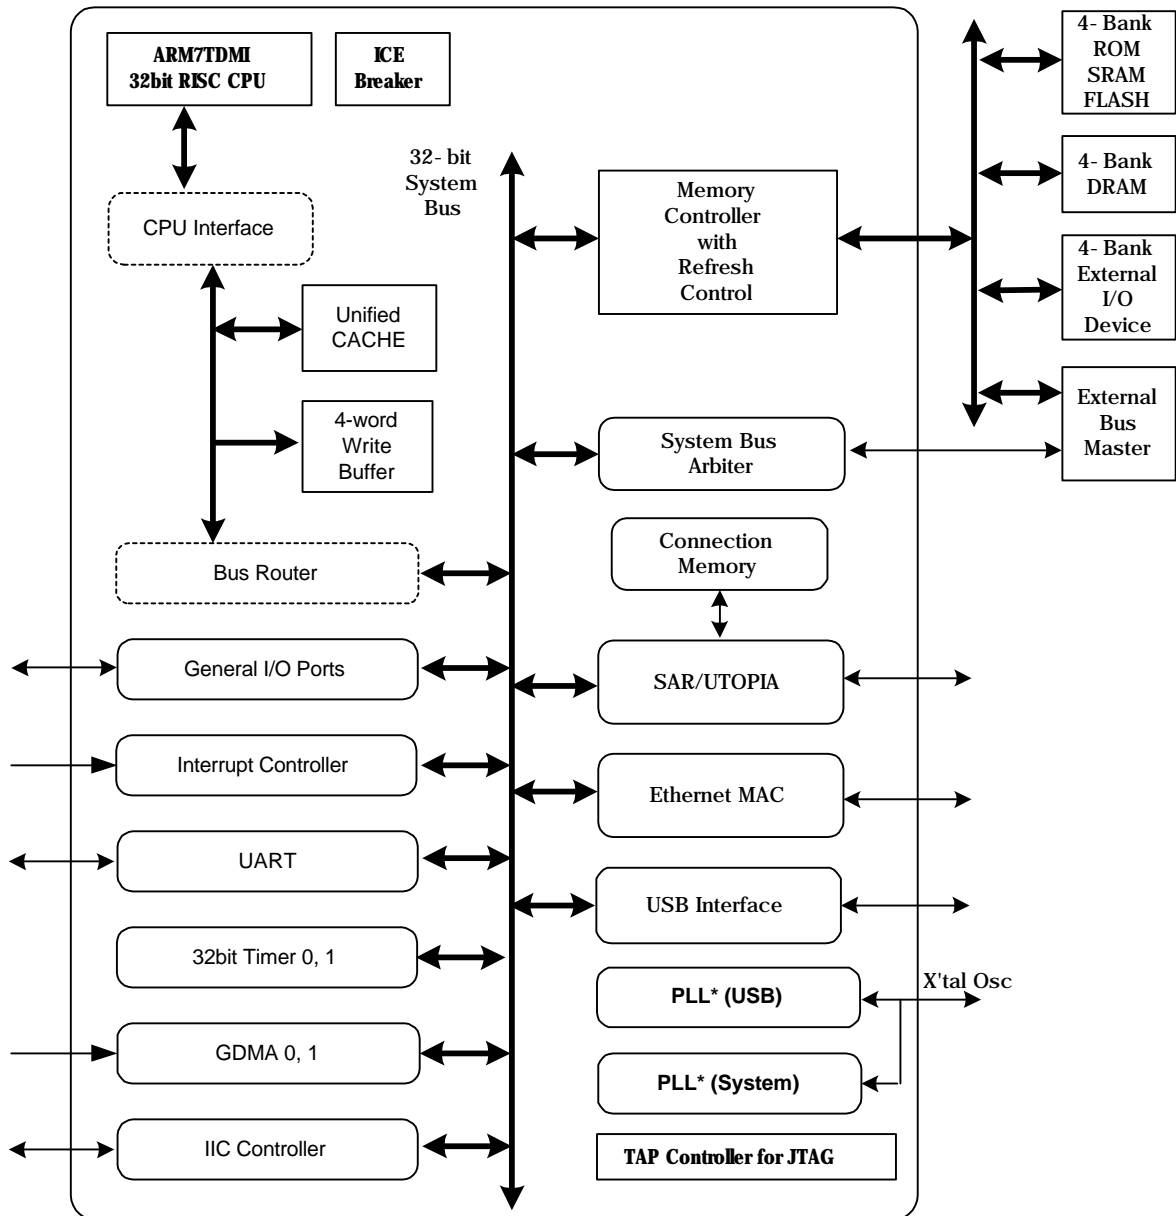 ARM7TDMI
32bit RISC CPU
ICE
Breaker
4- Bank
ROM
SRAM
FLASH
32- bit
System
Bus
Memory
Controller
with
Refresh
Control
4- Bank
DRAM
CPU Interface
4- Bank
External
I/O
Device
Unified
CACHE
4-word
Write
Buffer
System Bus
Arbiter
External
Bus
Master
Connection
Memory
Bus Router
General I/O Ports
SAR/UTOPIA
Interrupt Controller
Ethernet MAC
UART
USB Interface
32bit Timer 0, 1
PLL* (USB)
X'tal Osc
GDMA 0, 1
PLL* (System)
IIC Controller
TAP Controller for JTAG